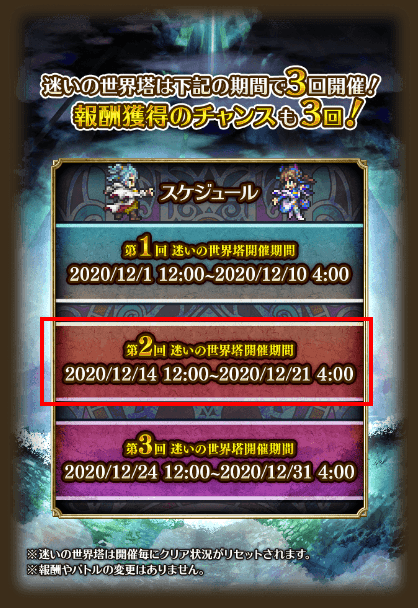 迷いの世界塔は下記の期間で3回開催!
報酬獲得のチャンスも3回!
スケジュール
第1回 迷いの世界塔開催期間
2020/12/1 12:00~2020/12/10 4:00
第2回 迷いの世界塔開催期間
2020/12/14 12:00~2020/12/21 4:00
第3回 迷いの世界塔開催期間
2020/12/24 12:00~2020/12/31 4:00
※迷いの世界塔は開催毎にクリア状況がリセットされます。
※報酬やバトルの変更はありません。